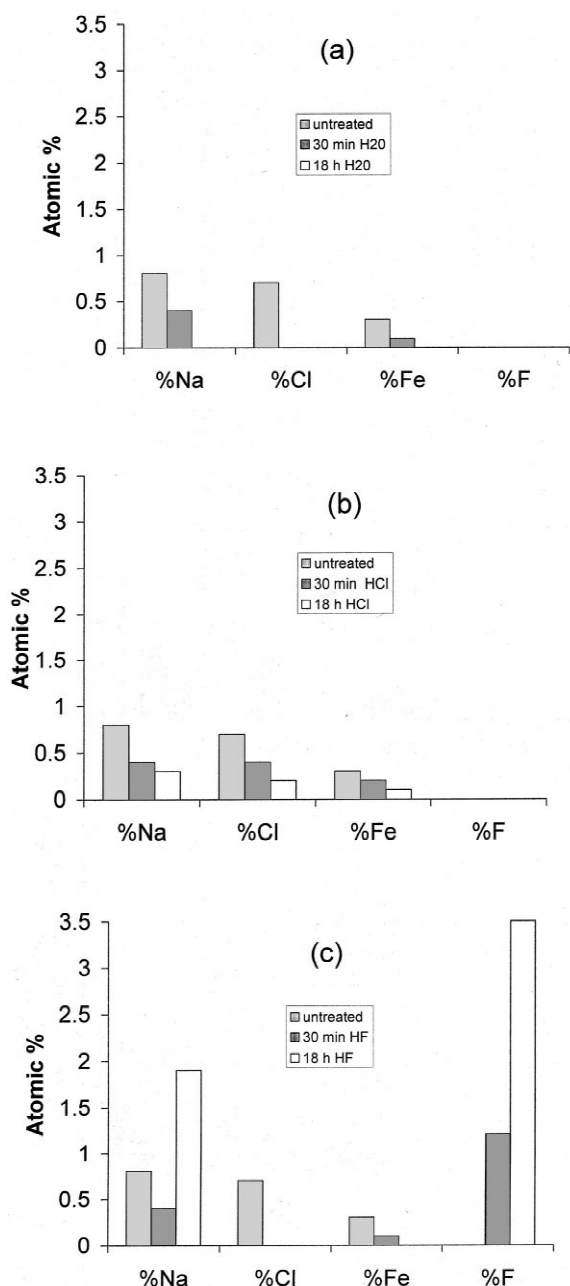 (a)
3.5
3
2.5
2
1.5
1
0.5
0
Atomic %
untreated
30 min H20
18 h H20
%Na %Cl %Fe %F
(b)
3.5
3
2.5
2
1.5
1
0.5
0
Atomic %
untreated
30 min HCl
18 h HCl
%Na %Cl %Fe %F
(c)
3.5
3
2.5
2
1.5
1
0.5
0
Atomic %
untreated
30 min HF
18 h HF
%Na %Cl %Fe %F